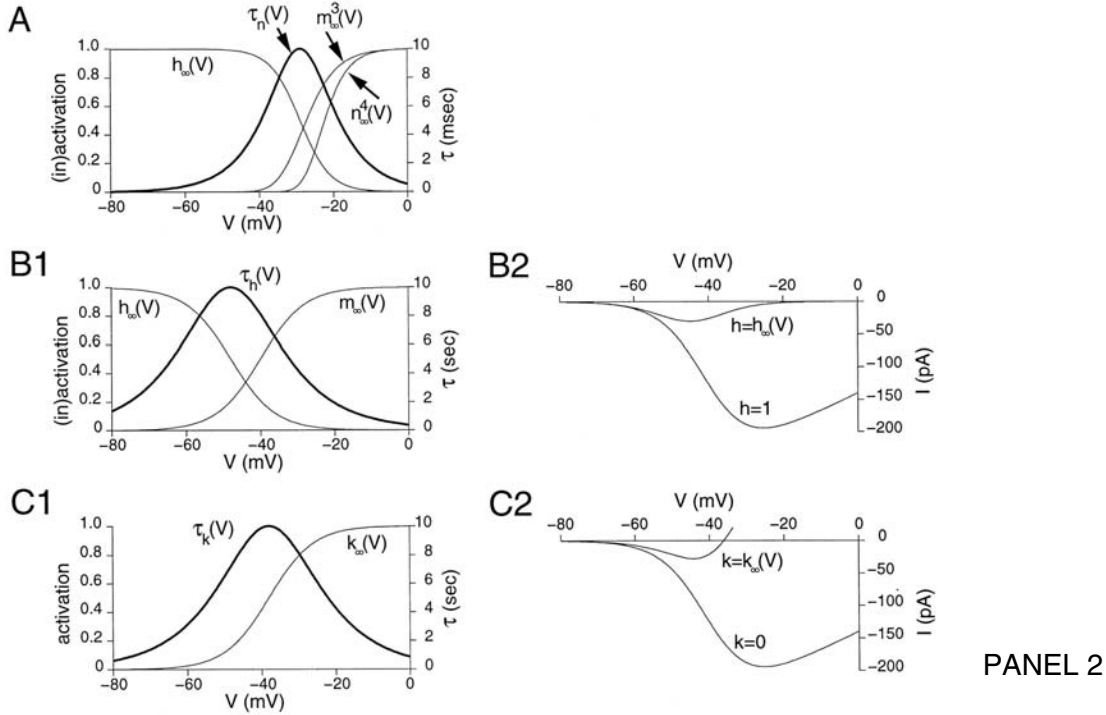 A
τn(V)
m∞³(V)
1.0
10
h∞(V)
0.8
8
n∞⁴(V)
0.6
6
0.4
4
0.2
2
0
0
(in)activation
τ (msec)
−80 −60 −40 −20 0
V (mV)
B1
τh(V)
1.0
10
h∞(V)
m∞(V)
0.8
8
0.6
6
0.4
4
0.2
2
0
0
(in)activation
τ (sec)
−80 −60 −40 −20 0
V (mV)
B2
V (mV)
−80 −60 −40 −20 0
0
h=h∞(V)
−50
−100
h=1
−150
−200
I (pA)
C1
τk(V)
1.0
10
k∞(V)
0.8
8
0.6
6
0.4
4
0.2
2
0
0
activation
τ (sec)
−80 −60 −40 −20 0
V (mV)
C2
V (mV)
−80 −60 −40 −20 0
0
k=k∞(V)
−50
−100
k=0
−150
−200
I (pA)
PANEL 2